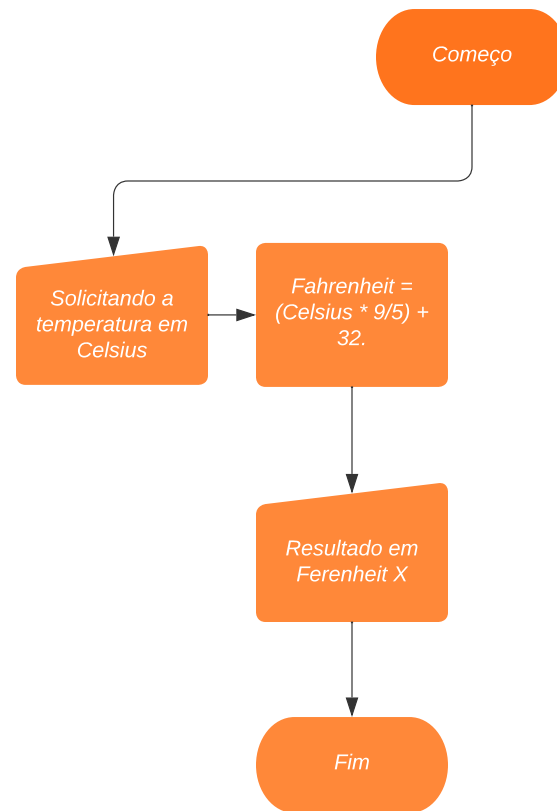 Começo
Solicitando a
temperatura em
Celsius
Fahrenheit =
(Celsius * 9/5) +
32.
Resultado em
Ferenheit X
Fim